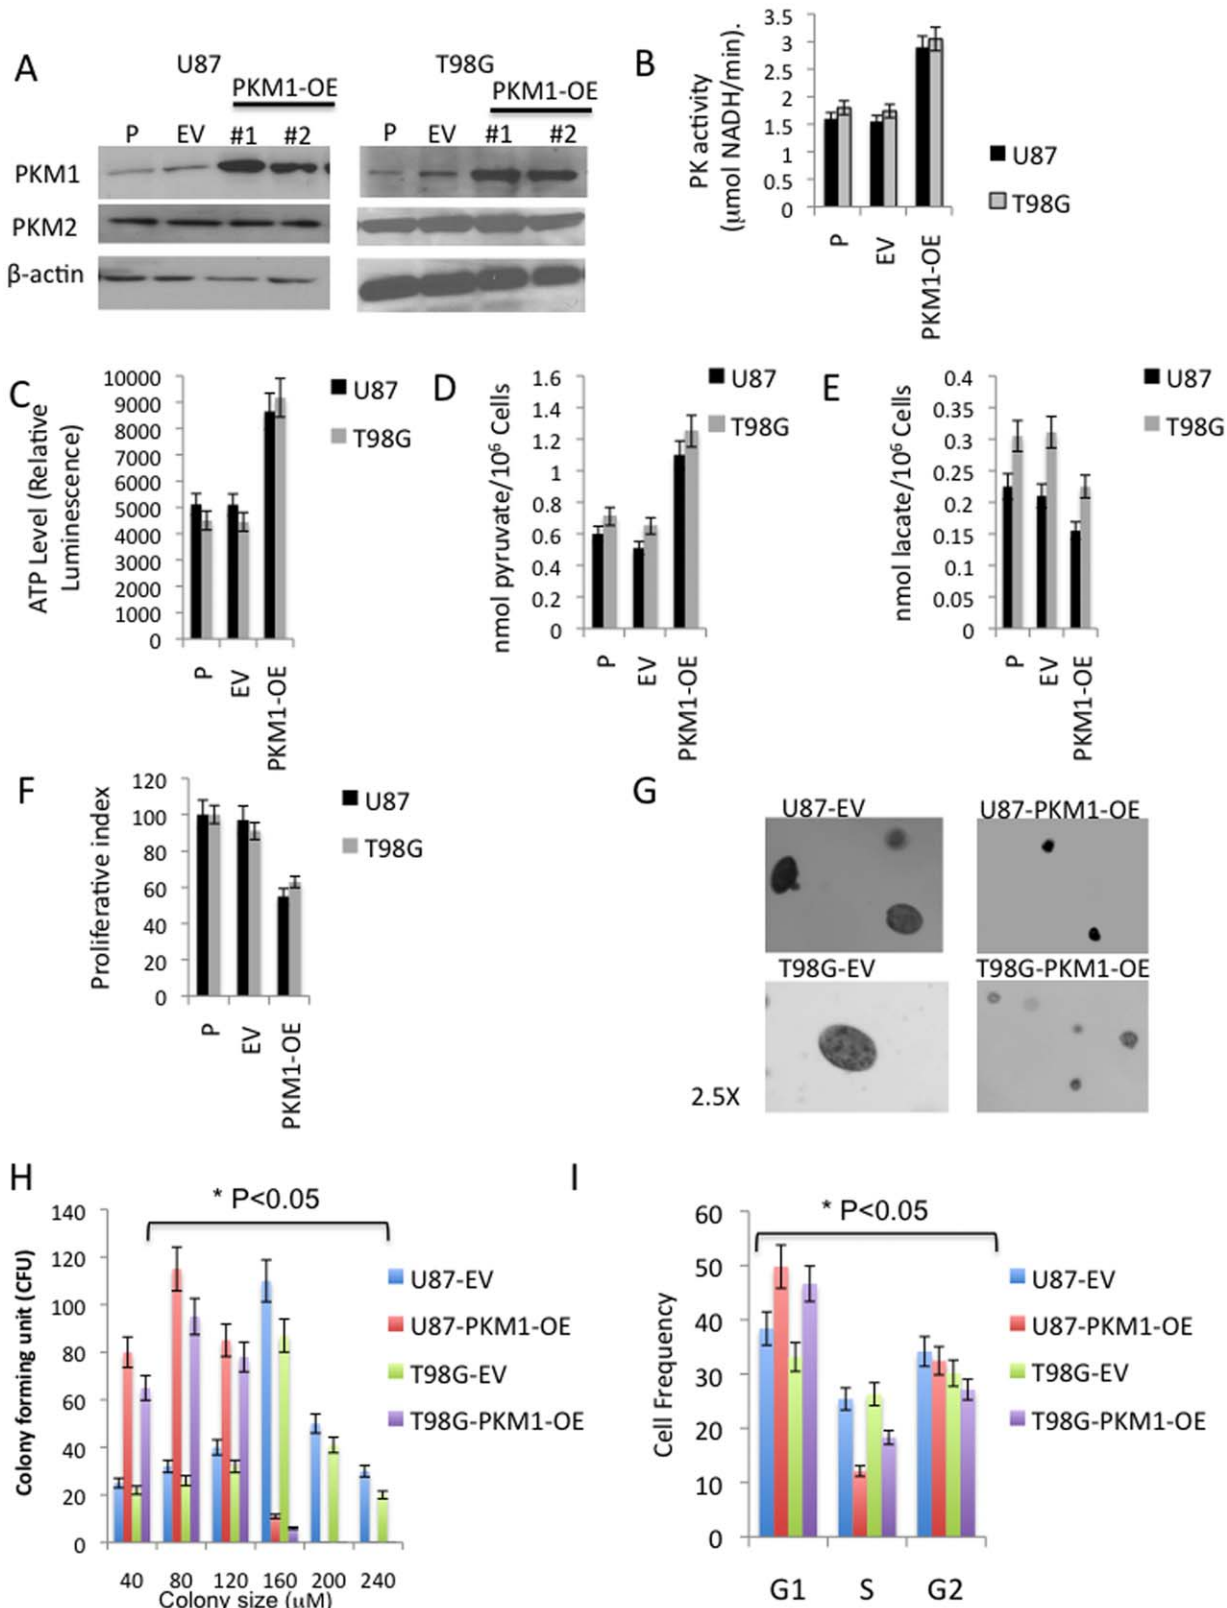 A
U87
PKM1-OE
P EV #1 #2
T98G
PKM1-OE
P EV #1 #2
PKM1
PKM2
β-actin
B
PK activity
(μmol NADH/min).
3.5
3
2.5
2
1.5
1
0.5
0
P
EV
PKM1-OE
U87
T98G
C
ATP Level (Relative
Luminescence)
10000
9000
8000
7000
6000
5000
4000
3000
2000
1000
0
P
EV
PKM1-OE
U87
T98G
D
nmol pyruvate/10⁶ Cells
1.6
1.4
1.2
1
0.8
0.6
0.4
0.2
0
P
EV
PKM1-OE
U87
T98G
E
nmol lacate/10⁶ Cells
0.4
0.35
0.3
0.25
0.2
0.15
0.1
0.05
0
P
EV
PKM1-OE
U87
T98G
F
Proliferative index
120
100
80
60
40
20
0
P
EV
PKM1-OE
U87
T98G
G
U87-EV
U87-PKM1-OE
T98G-EV
T98G-PKM1-OE
2.5X
H
* P<0.05
Colony forming unit (CFU)
140
120
100
80
60
40
20
0
40 80 120 160 200 240
Colony size (μM)
U87-EV
U87-PKM1-OE
T98G-EV
T98G-PKM1-OE
I
* P<0.05
Cell Frequency
60
50
40
30
20
10
0
G1 S G2
U87-EV
U87-PKM1-OE
T98G-EV
T98G-PKM1-OE